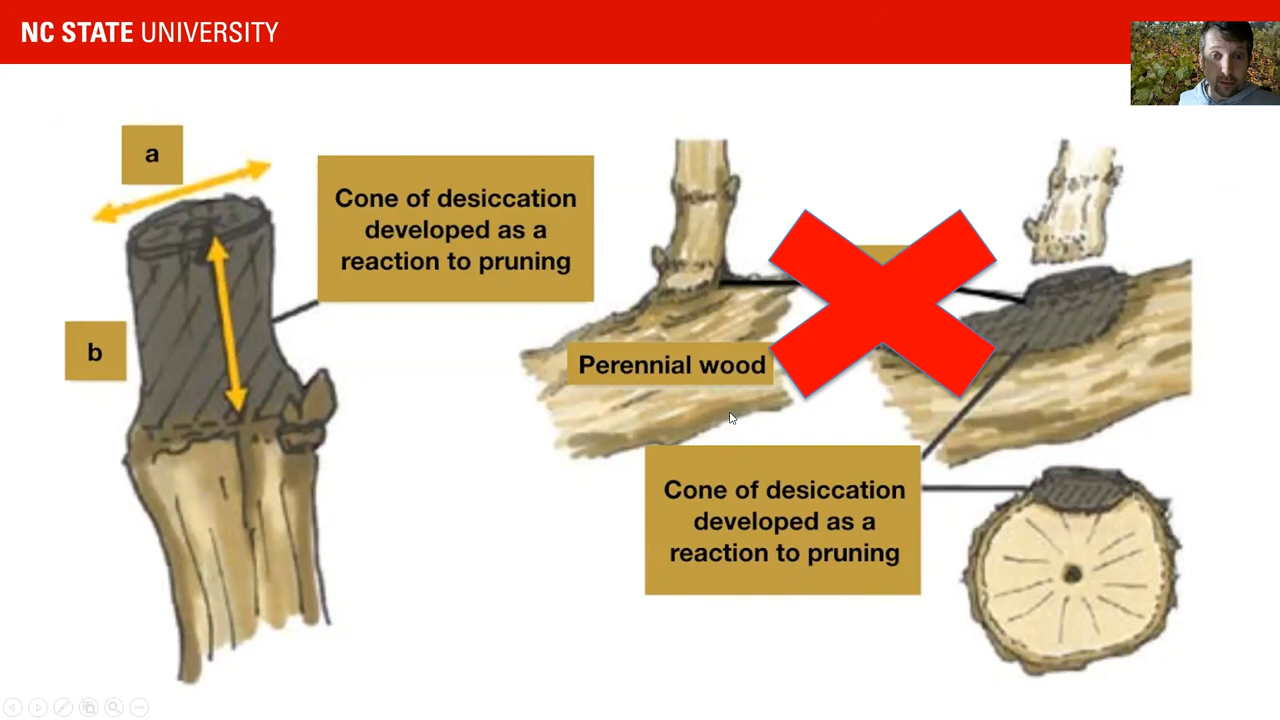 NC STATE UNIVERSITY
a
Cone of desiccation
developed as a
reaction to pruning
b
Perennial wood
Cone of desiccation
developed as a
reaction to pruning